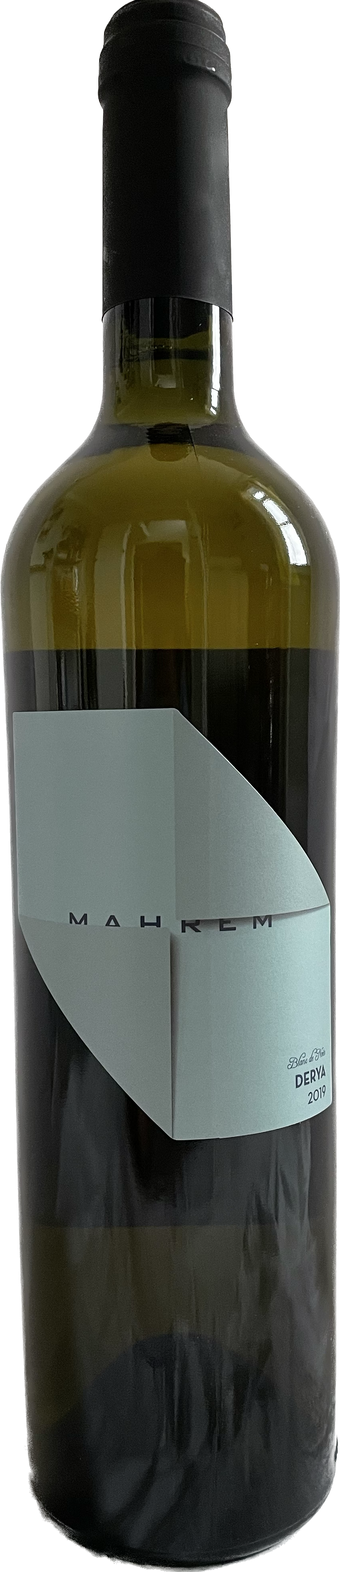 MAHREM
Blanc de Noir
DERYA
2019